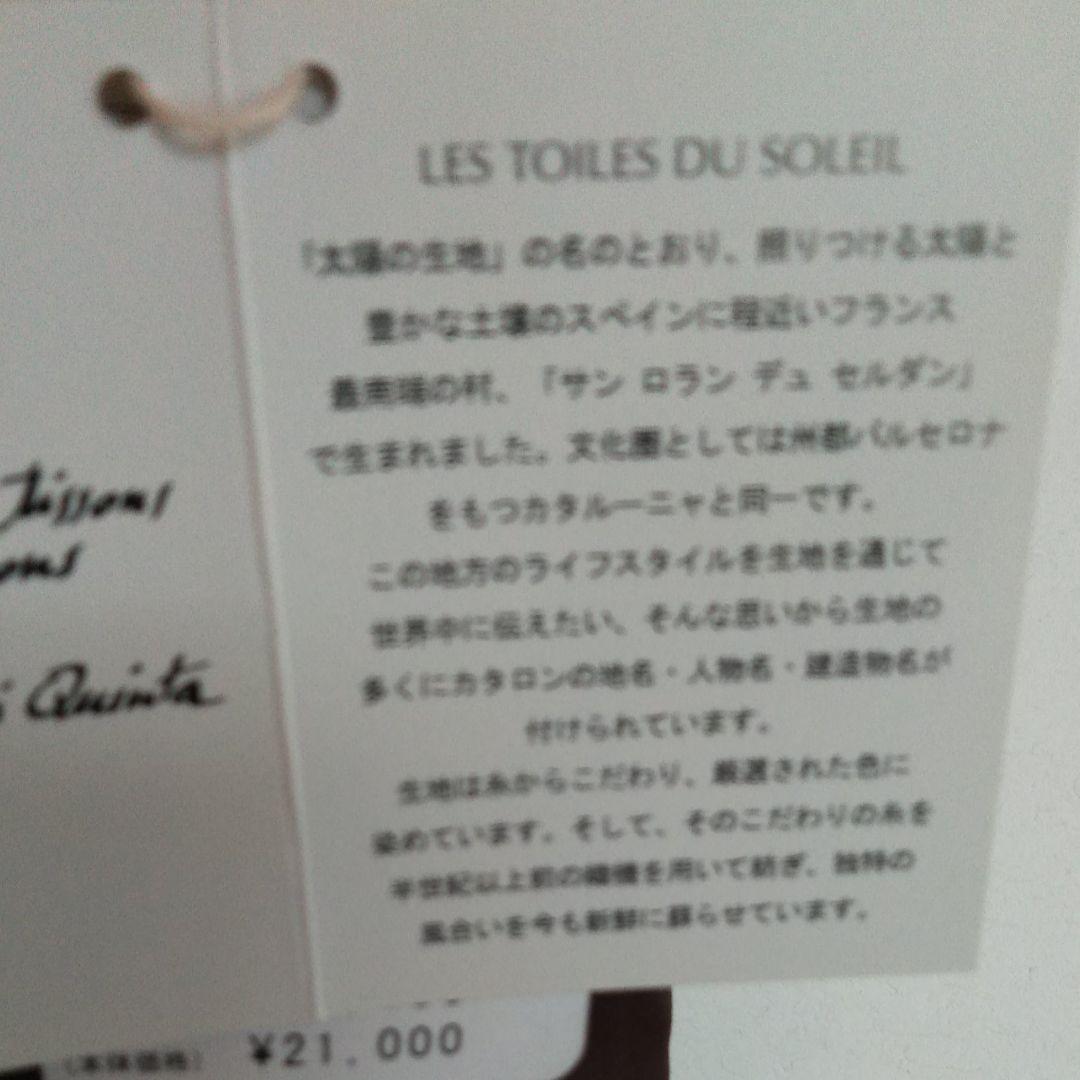 LES TOILES DU SOLEIL
「太陽の生地」の名のとおり、照りつける太陽と
豊かな土壌のスペインに程近いフランス
最南端の村、「サン ロラン デュ セルダン」
で生まれました。文化圏としては州都バルセロナ
をもつカタルーニャと同一です。
この地方のライフスタイルを生地を通じて
世界中に伝えたい、そんな思いから生地の
多くにカタロンの地名・人物名・建造物名が
付けられています。
生地は糸からこだわり、厳選された色に
染めています。そして、そのこだわりの糸を
半世紀以上前の織機を用いて紡ぎ、独特の
風合いを今も新鮮に蘇らせています。
Quinta
(本体価格) ¥21.000